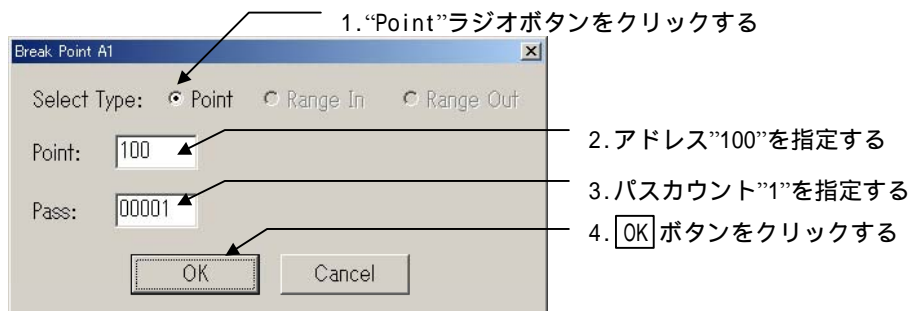 1.“Point”ラジオボタンをクリックする
Break Point A1
Select Type: Point Range In Range Out
Point: 100
2.アドレス”100”を指定する
3.パスカウント”1”を指定する
Pass: 00001
4. OK ボタンをクリックする
OK Cancel